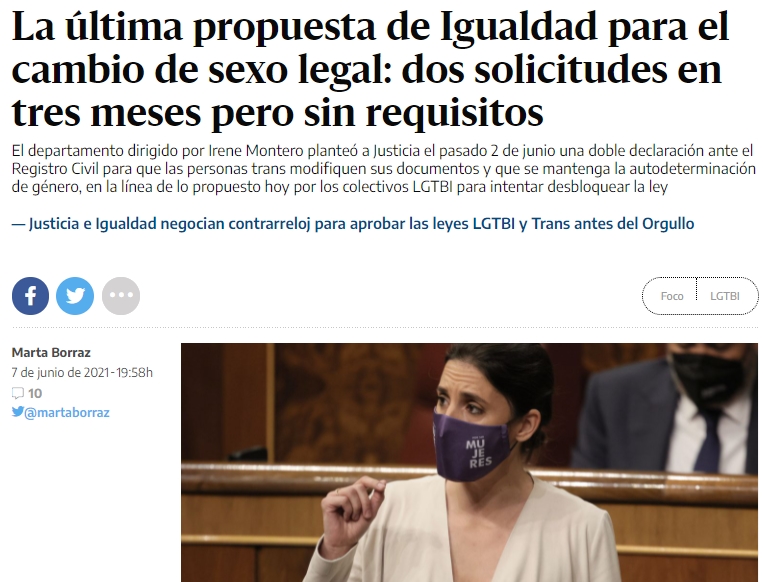 La última propuesta de Igualdad para el
cambio de sexo legal: dos solicitudes en
tres meses pero sin requisitos
El departamento dirigido por Irene Montero planteó a Justicia el pasado 2 de junio una doble declaración ante el
Registro Civil para que las personas trans modifiquen sus documentos y que se mantenga la autodeterminación
de género, en la línea de lo propuesto hoy por los colectivos LGTBI para intentar desbloquear la ley
— Justicia e Igualdad negocian contrarreloj para aprobar las leyes LGTBI y Trans antes del Orgullo
Foco LGTBI
Marta Borraz
7 de junio de 2021 - 19:58h
10
@martaborraz
MU
JE
RES